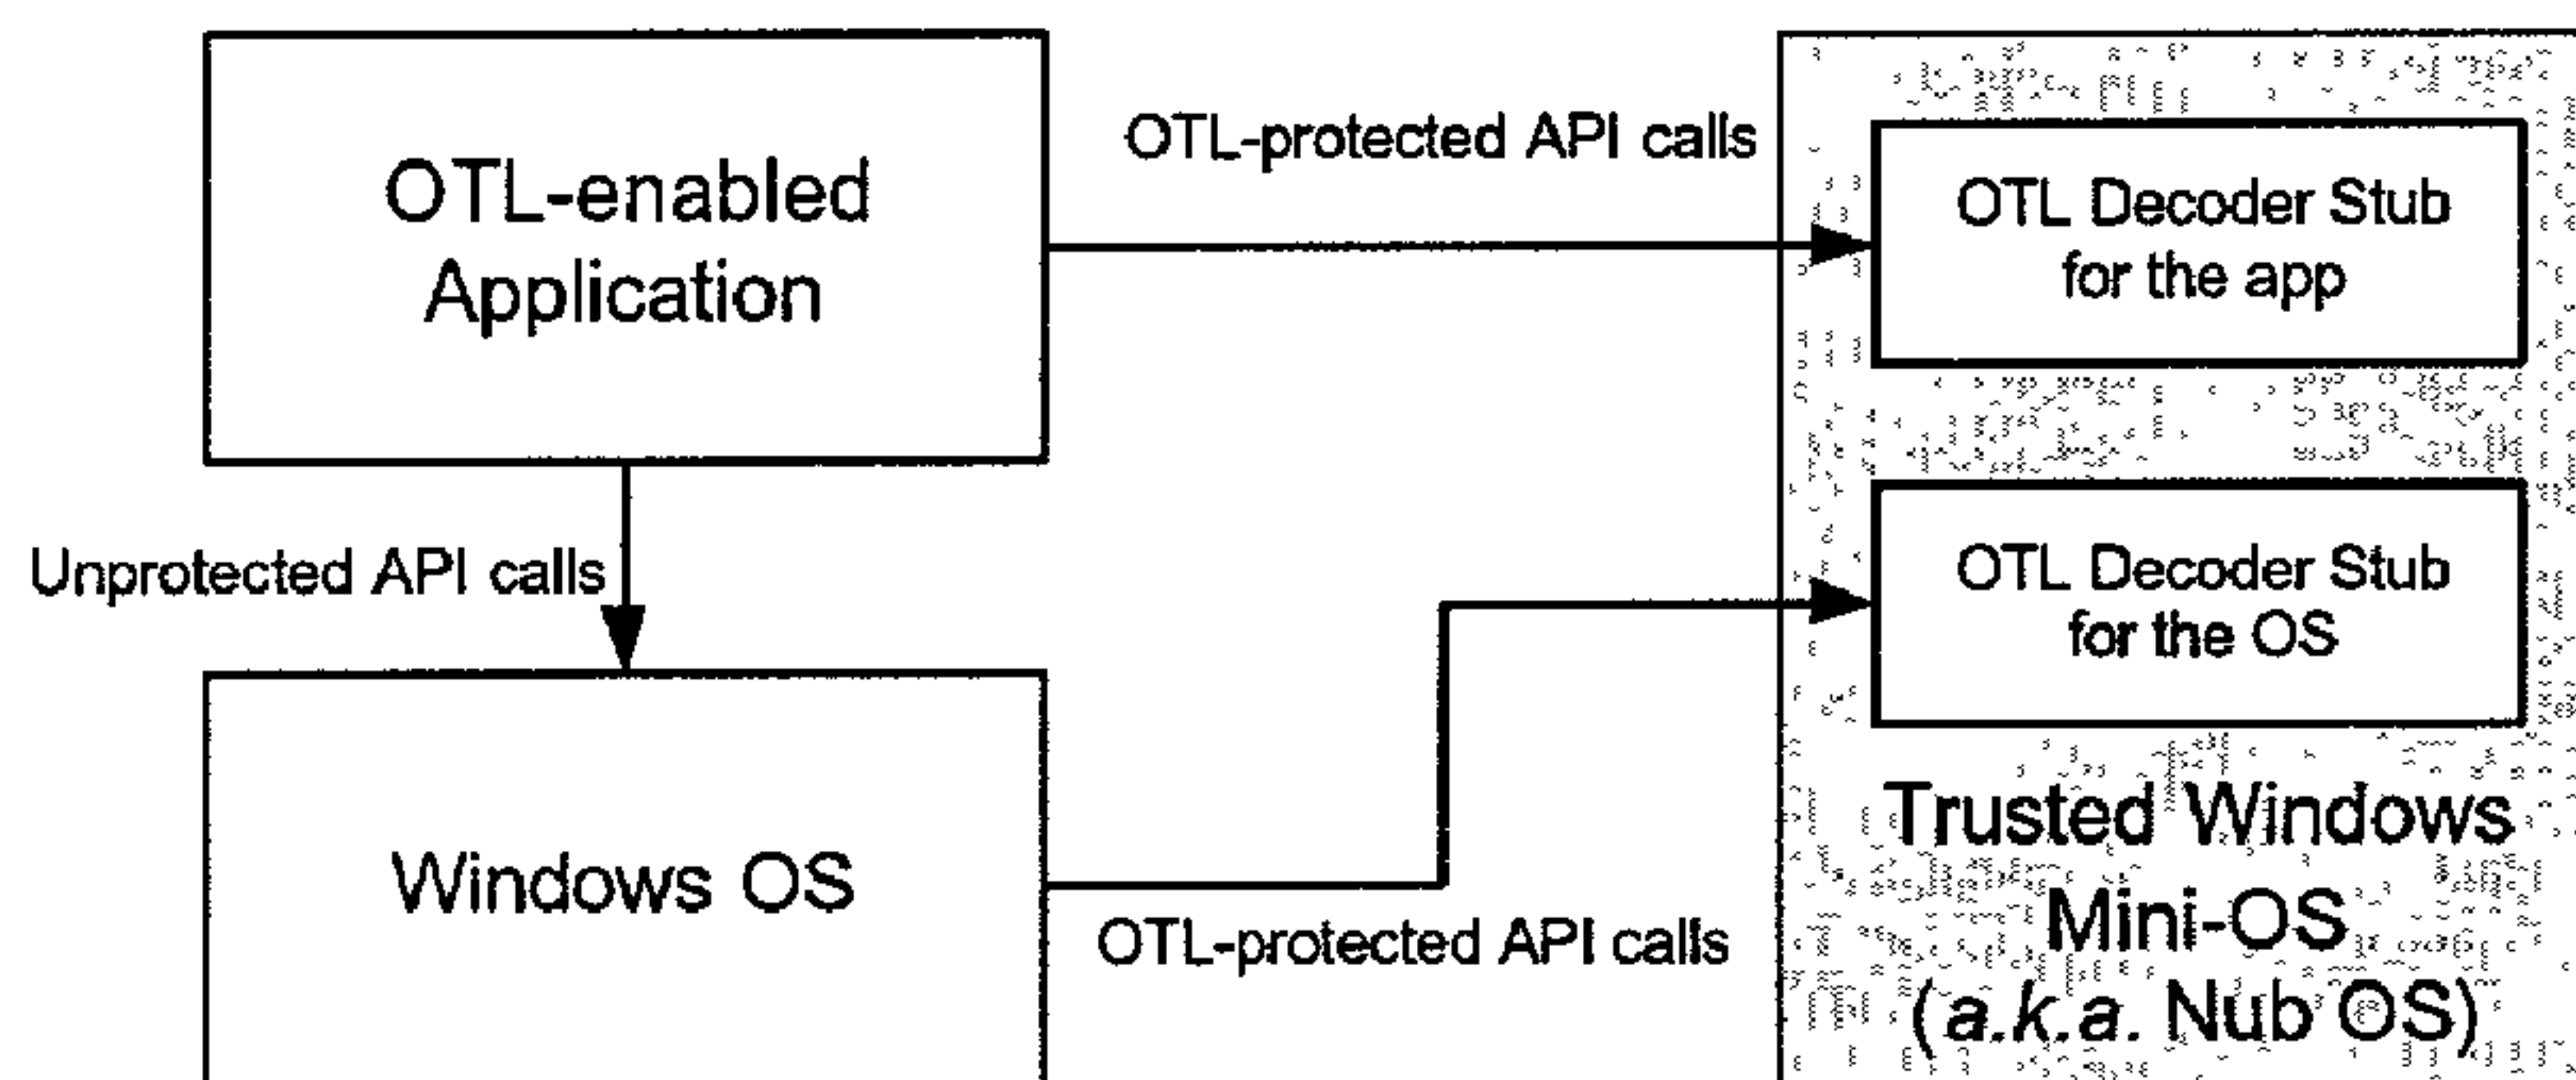 OTL-enabled
Application
OTL-protected API calls
OTL Decoder Stub
for the app
Unprotected API calls
OTL Decoder Stub
for the OS
Windows OS
OTL-protected API calls
Trusted Windows
Mini-OS
(a.k.a. Nub OS)